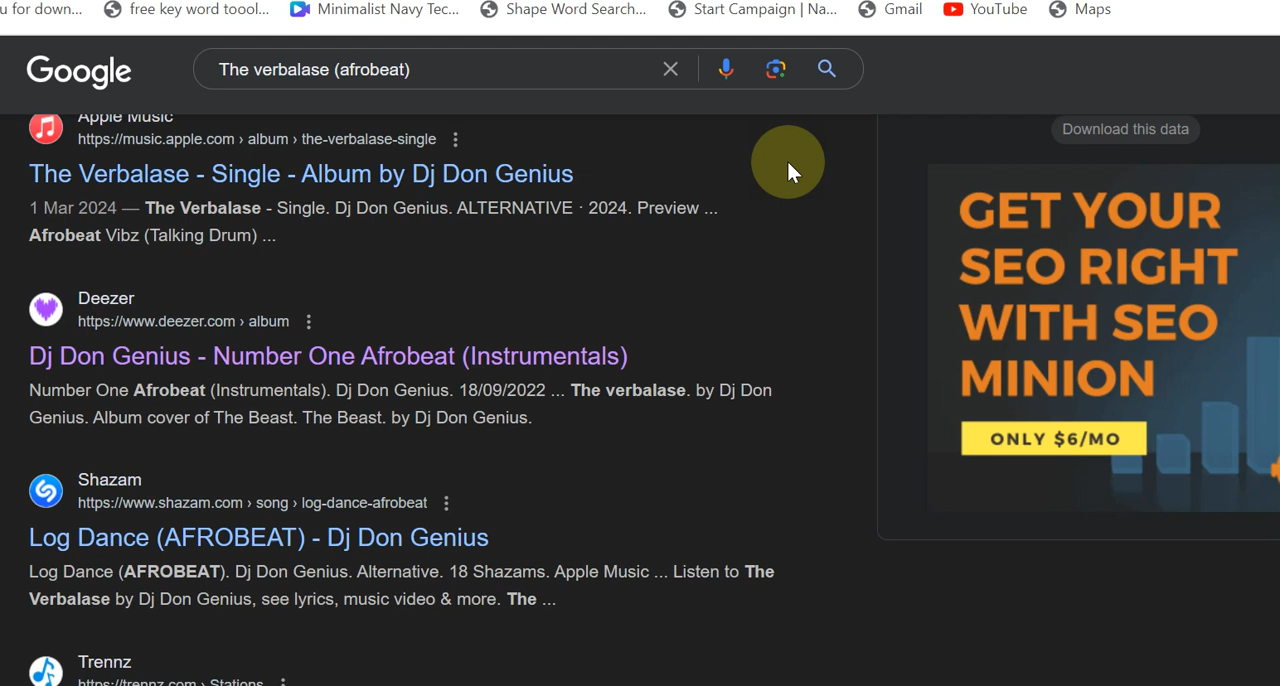 u for down...
free key word toool...
Minimalist Navy Tec...
Shape Word Search...
Start Campaign | Na...
Gmail
YouTube
Maps
Google
The verbalase (afrobeat)
Apple Music
https://music.apple.com › album › the-verbalase-single
The Verbalase - Single - Album by Dj Don Genius
1 Mar 2024 — The Verbalase - Single. Dj Don Genius. ALTERNATIVE · 2024. Preview ...
Afrobeat Vibz (Talking Drum) ...
Deezer
https://www.deezer.com › album
Dj Don Genius - Number One Afrobeat (Instrumentals)
Number One Afrobeat (Instrumentals). Dj Don Genius. 18/09/2022 ... The verbalase. by Dj Don
Genius. Album cover of The Beast. The Beast. by Dj Don Genius.
Shazam
https://www.shazam.com › song › log-dance-afrobeat
Log Dance (AFROBEAT) - Dj Don Genius
Log Dance (AFROBEAT). Dj Don Genius. Alternative. 18 Shazams. Apple Music ... Listen to The
Verbalase by Dj Don Genius, see lyrics, music video & more. The ...
Trennz
https://trennz.com › Stations
Download this data
GET YOUR
SEO RIGHT
WITH SEO
MINION
ONLY $6/MO